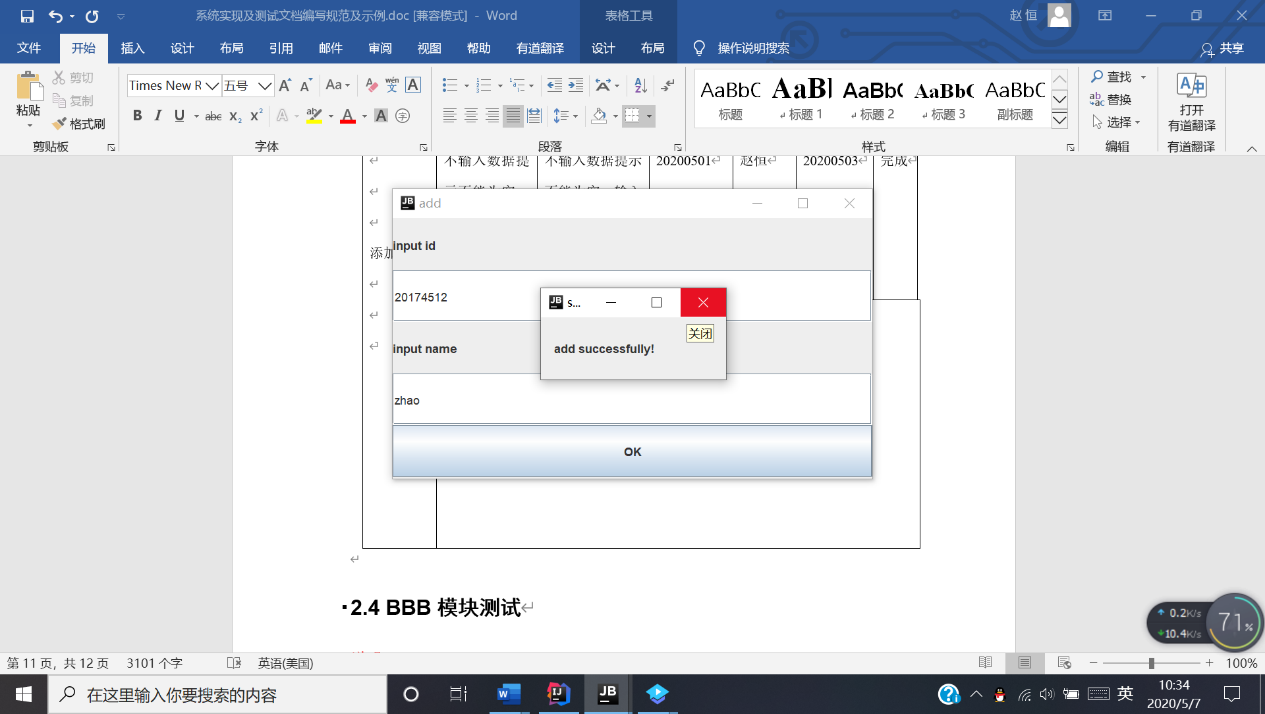 系统实现及测试文档编写规范及示例.doc [兼容模式] - Word
表格工具
赵 恒
文件 开始 插入 设计 布局 引用 邮件 审阅 视图 帮助 有道翻译 设计 布局 操作说明搜索 共享
粘贴
剪切
复制
格式刷
剪贴板
Times New R 五号
字体
段落
AaBbC AaBl AaBbC AaBbC AaBbC
标题 标题 1 标题 2 标题 3 副标题
样式
查找
替换
选择
编辑
打开
有道翻译
有道翻译
不输入数据提 不输入数据提示 20200501 赵恒 20200503 完成
添加
JB add
input id
20174512
JB s...
关闭
add successfully!
input name
zhao
OK
2.4 BBB 模块测试
0.2K/s
10.4K/s
71%
第 11 页，共 12 页 3101 个字 英语(美国) 100%
在这里输入你要搜索的内容
英
10:34
2020/5/7